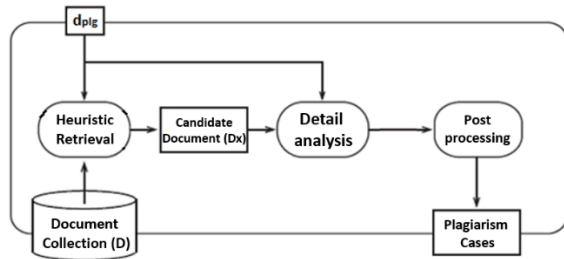 dplg
Heuristic
Retrieval
Candidate
Document (Dx)
Detail
analysis
Post
processing
Document
Collection (D)
Plagiarism
Cases